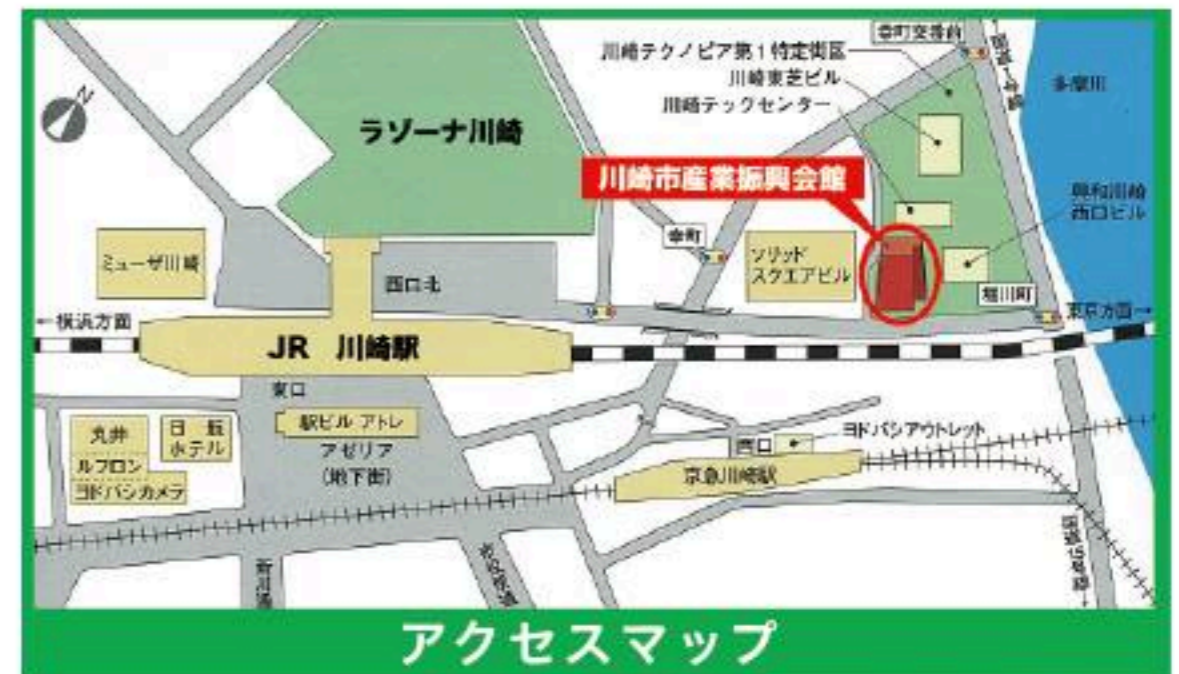 幸町交番前
川崎テクノピア第1特定街区
川崎東芝ビル
川崎テックセンター
多摩川
N
ラゾーナ川崎
川崎市産業振興会館
興和川崎
西口ビル
幸町
ソリッド
スクエアビル
ミューザ川崎
西口北
堀川町
←横浜方面
東京方面→
JR 川崎駅
東口
丸井
日航
ホテル
駅ビル アトレ
ルフロン
ヨドバシカメラ
アゼリア
(地下街)
西口
ヨドバシアウトレット
京急川崎駅
アクセスマップ